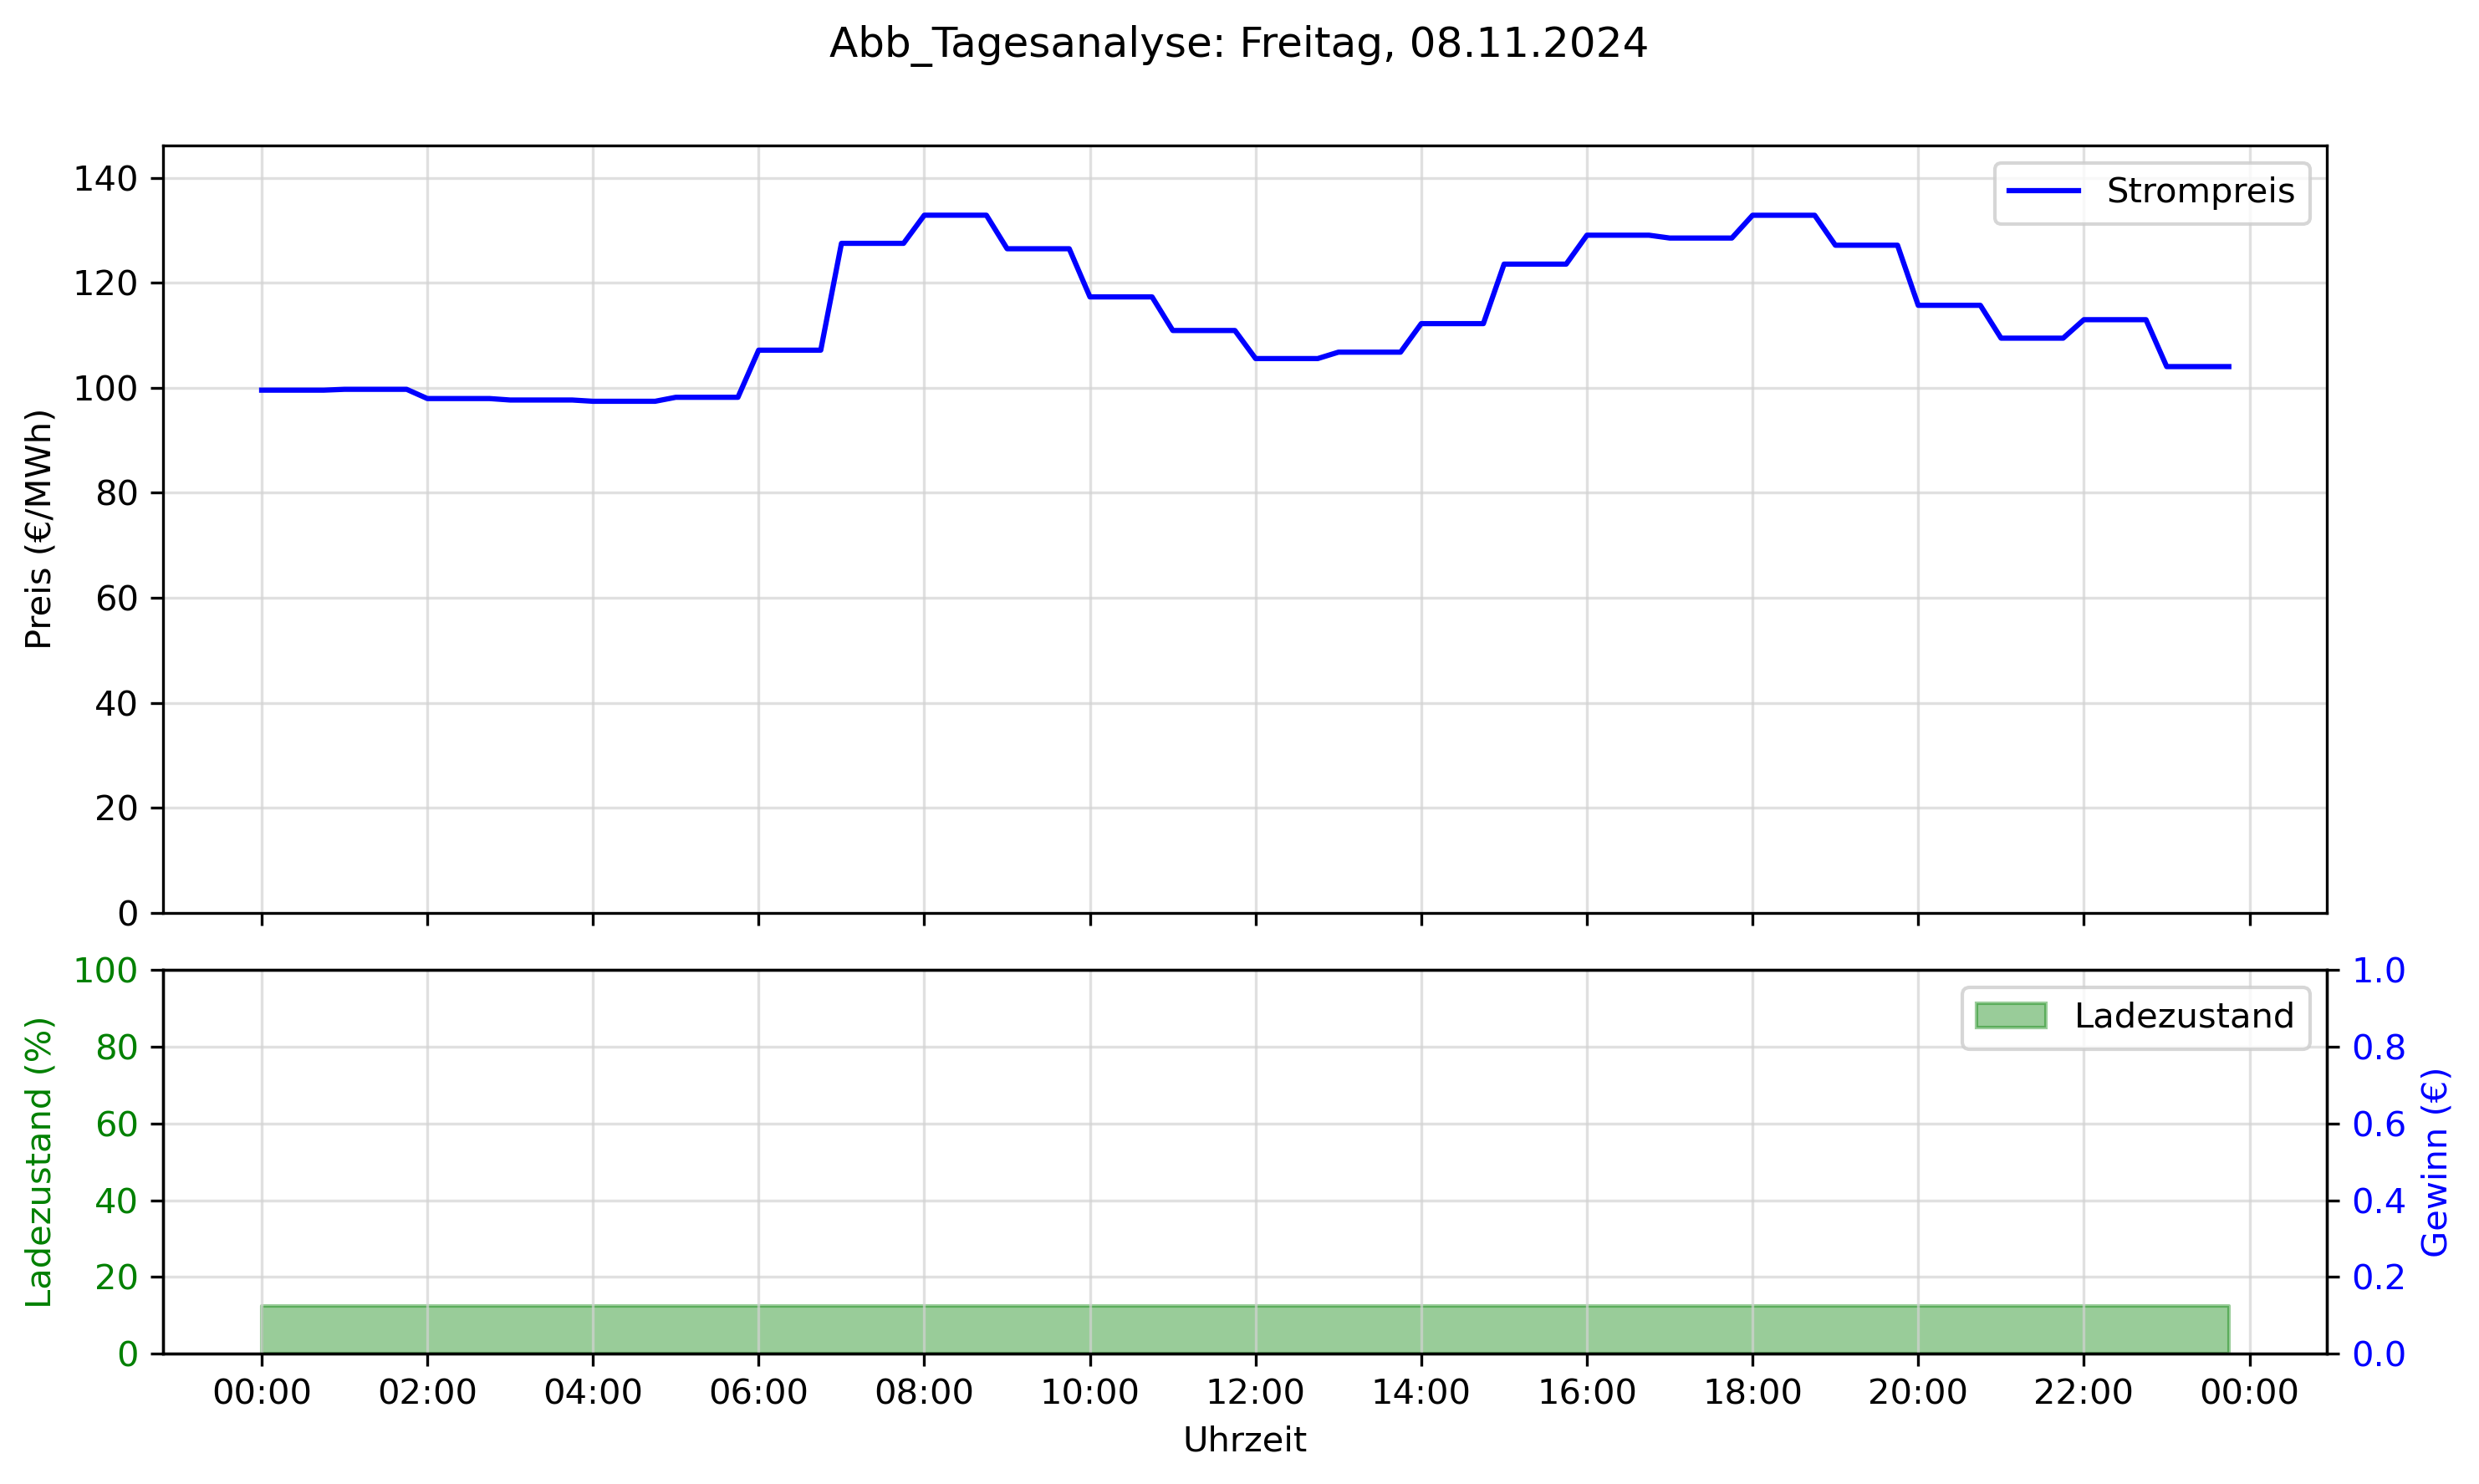 Abb_Tagesanalyse: Freitag, 08.11.2024
Preis (€/MWh)
140
120
100
80
60
40
20
0
Strompreis
Ladezustand (%)
100
80
60
40
20
0
Ladezustand
Gewinn (€)
1.0
0.8
0.6
0.4
0.2
0.0
00:00 02:00 04:00 06:00 08:00 10:00 12:00 14:00 16:00 18:00 20:00 22:00 00:00
Uhrzeit